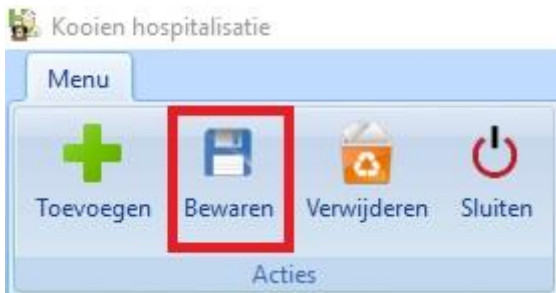 Kooien hospitalisatie
Menu
Toevoegen Bewaren Verwijderen Sluiten
Acties